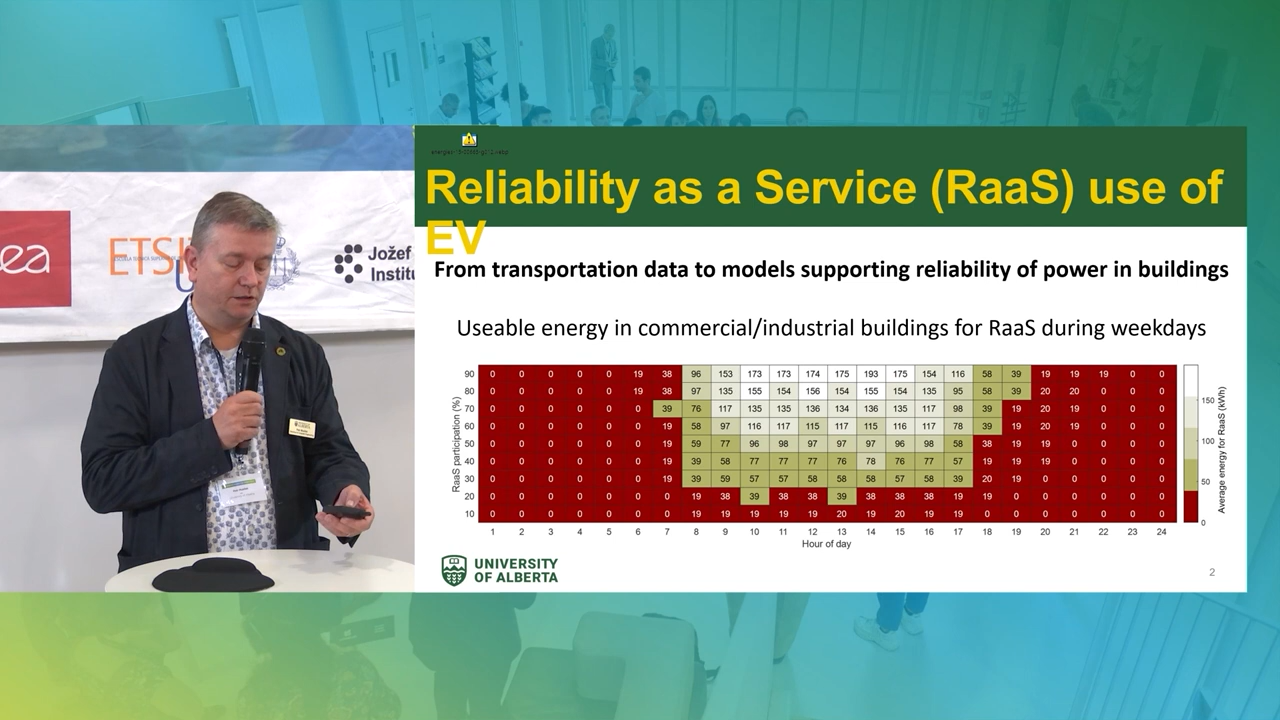 ea
ETSI
U
Jožef
Institu
Reliability as a Service (RaaS) use of
EV
From transportation data to models supporting reliability of power in buildings
Useable energy in commercial/industrial buildings for RaaS during weekdays
RaaS participation (%)
90 0 0 0 0 0 19 38 96 153 173 173 174 175 193 175 154 116 58 39 19 19 19 0 0
80 0 0 0 0 0 19 38 97 135 155 154 156 154 155 154 135 95 58 39 20 20 0 0 0
70 0 0 0 0 0 0 39 76 117 135 135 136 134 136 135 117 98 39 19 20 19 0 0 0
60 0 0 0 0 0 0 19 58 97 116 117 115 117 115 116 117 78 39 19 20 19 0 0 0
50 0 0 0 0 0 0 19 59 77 96 98 97 97 97 96 98 58 38 19 19 0 0 0 0
40 0 0 0 0 0 0 19 39 58 77 77 77 76 78 76 77 57 19 19 19 0 0 0 0
30 0 0 0 0 0 0 19 39 59 57 57 58 58 58 57 58 39 20 19 0 0 0 0 0
20 0 0 0 0 0 0 0 19 38 39 38 38 39 38 38 38 19 19 0 0 0 0 0 0
10 0 0 0 0 0 0 0 19 19 19 19 19 20 19 20 19 19 0 0 0 0 0 0 0
1 2 3 4 5 6 7 8 9 10 11 12 13 14 15 16 17 18 19 20 21 22 23 24
Hour of day
150
100
50
0
Average energy for RaaS (kWh)
UNIVERSITY
OF ALBERTA
2